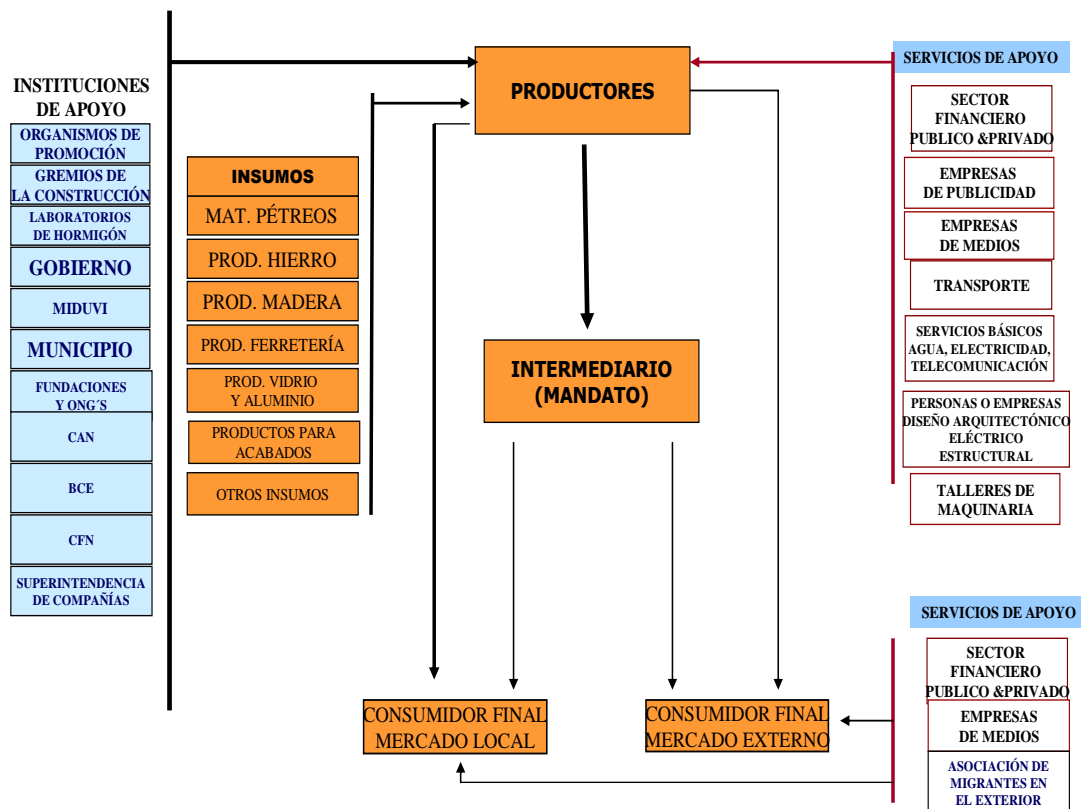 INSTITUCIONES
DE APOYO
ORGANISMOS DE
PROMOCIÓN
GREMIOS DE
LA CONSTRUCCIÓN
LABORATORIOS
DE HORMIGÓN
GOBIERNO
MIDUVI
MUNICIPIO
FUNDACIONES
Y ONG´S
CAN
BCE
CFN
SUPERINTENDENCIA
DE COMPAÑÍAS
INSUMOS
MAT. PÉTREOS
PROD. HIERRO
PROD. MADERA
PROD. FERRETERÍA
PROD. VIDRIO
Y ALUMINIO
PRODUCTOS PARA
ACABADOS
OTROS INSUMOS
PRODUCTORES
INTERMEDIARIO
(MANDATO)
CONSUMIDOR FINAL
MERCADO LOCAL
CONSUMIDOR FINAL
MERCADO EXTERNO
SERVICIOS DE APOYO
SECTOR
FINANCIERO
PUBLICO &PRIVADO
EMPRESAS
DE PUBLICIDAD
EMPRESAS
DE MEDIOS
TRANSPORTE
SERVICIOS BÁSICOS
AGUA, ELECTRICIDAD,
TELECOMUNICACIÓN
PERSONAS O EMPRESAS
DISEÑO ARQUITECTÓNICO
ELÉCTRICO
ESTRUCTURAL
TALLERES DE
MAQUINARIA
SERVICIOS DE APOYO
SECTOR
FINANCIERO
PUBLICO &PRIVADO
EMPRESAS
DE MEDIOS
ASOCIACIÓN DE
MIGRANTES EN
EL EXTERIOR